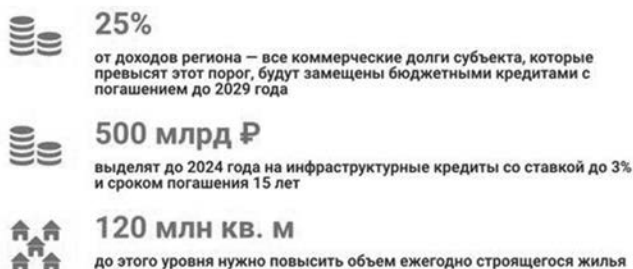 25%
от доходов региона — все коммерческие долги субъекта, которые
превысят этот порог, будут замещены бюджетными кредитами с
погашением до 2029 года
500 млрд ₽
выделят до 2024 года на инфраструктурные кредиты со ставкой до 3%
и сроком погашения 15 лет
120 млн кв. м
до этого уровня нужно повысить объем ежегодно строящегося жилья